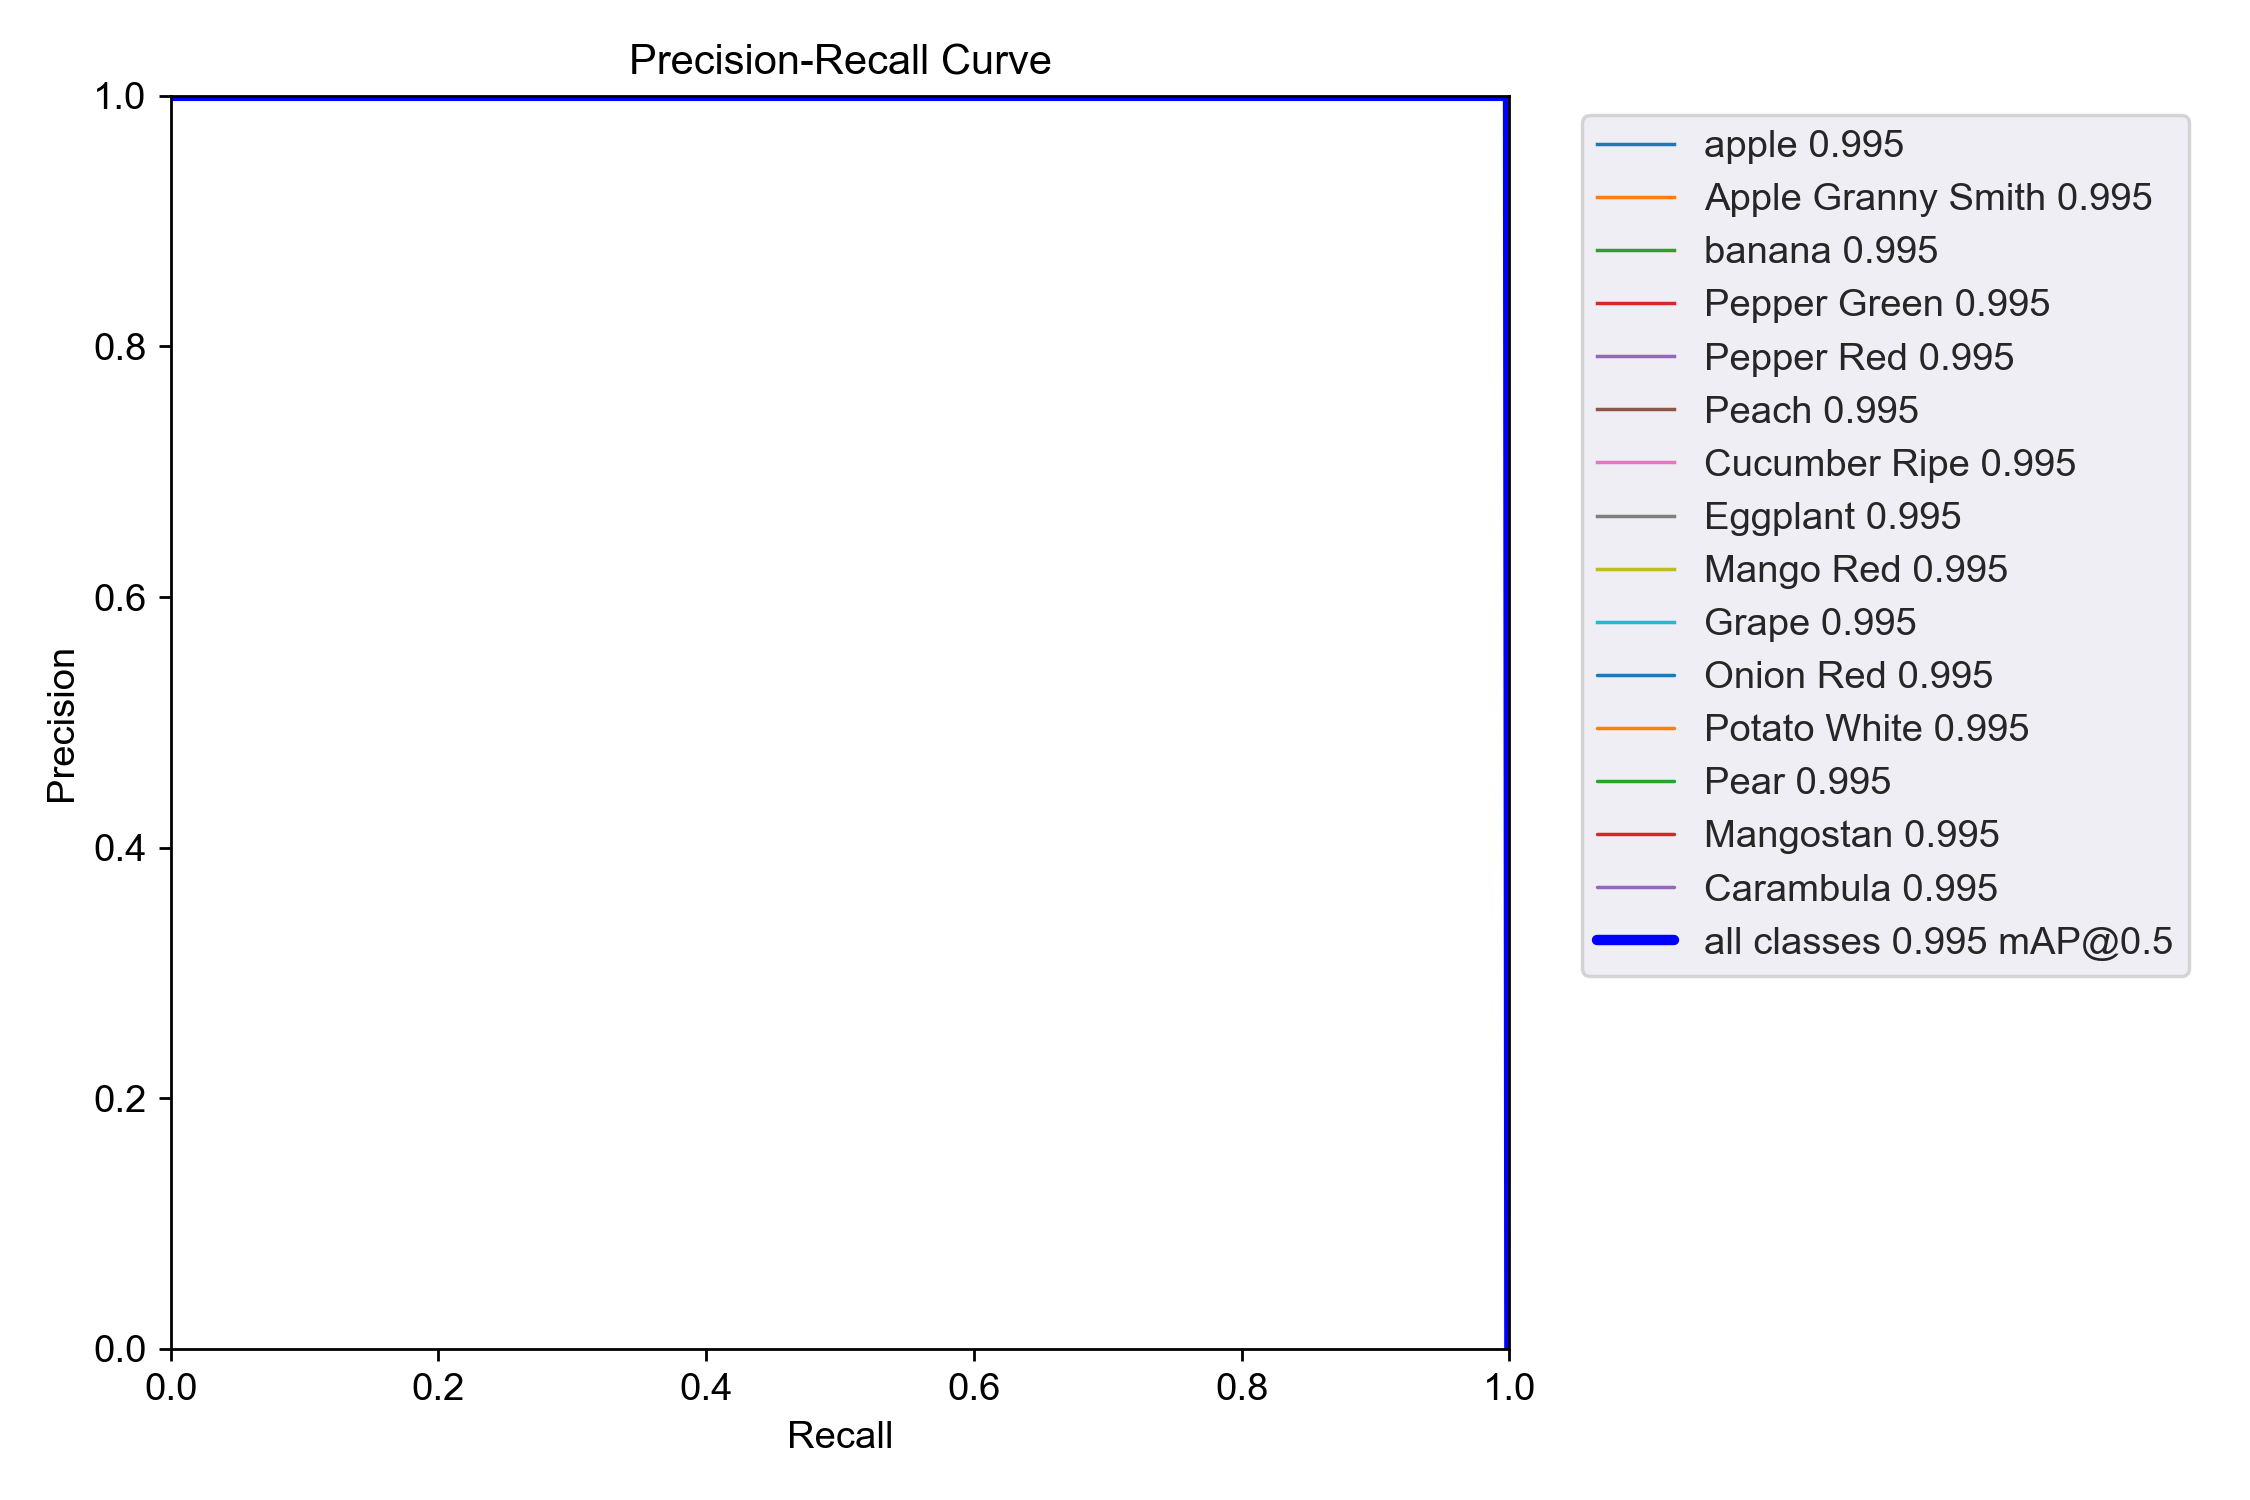 Precision-Recall Curve
1.0
0.8
0.6
0.4
0.2
0.0
Precision
0.0 0.2 0.4 0.6 0.8 1.0
Recall
apple 0.995
Apple Granny Smith 0.995
banana 0.995
Pepper Green 0.995
Pepper Red 0.995
Peach 0.995
Cucumber Ripe 0.995
Eggplant 0.995
Mango Red 0.995
Grape 0.995
Onion Red 0.995
Potato White 0.995
Pear 0.995
Mangostan 0.995
Carambula 0.995
all classes 0.995 mAP@0.5